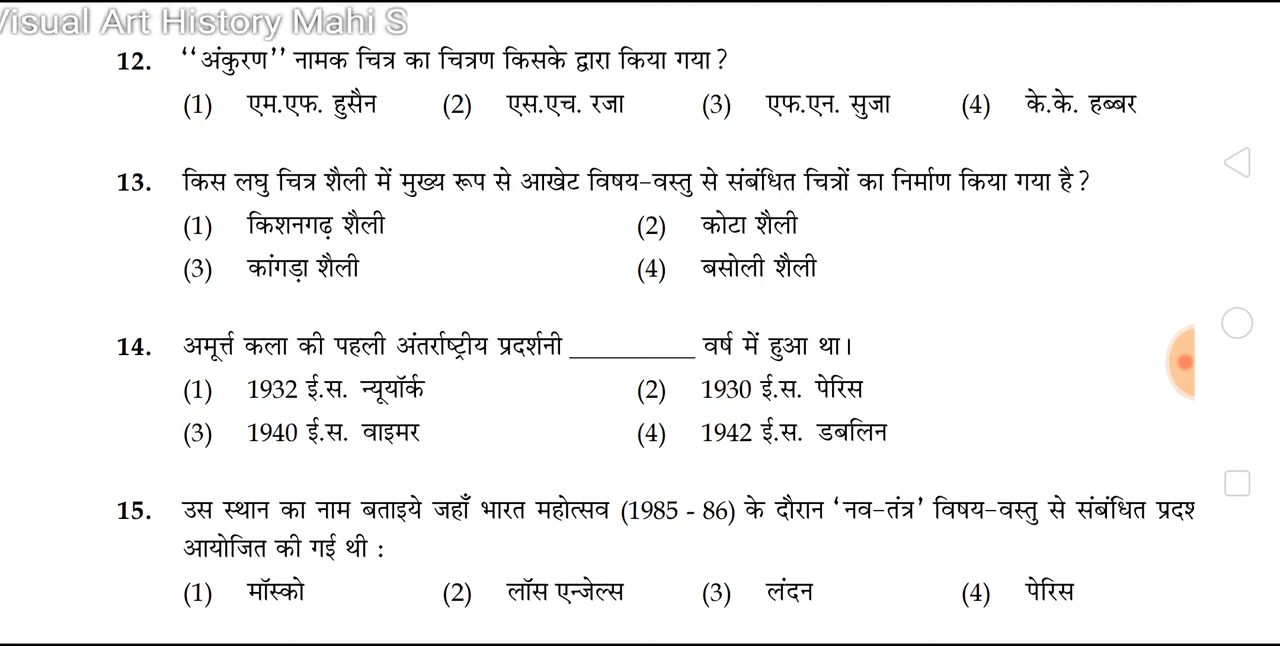 Visual Art History Mahi S
12. “अंकुरण” नामक चित्र का चित्रण किसके द्वारा किया गया ?
(1) एम.एफ. हुसैन (2) एस.एच. रजा (3) एफ.एन. सुजा (4) के.के. हब्बर
13. किस लघु चित्र शैली में मुख्य रूप से आखेट विषय-वस्तु से संबंधित चित्रों का निर्माण किया गया है ?
(1) किशनगढ़ शैली (2) कोटा शैली
(3) कांगड़ा शैली (4) बसोली शैली
14. अमूर्त्त कला की पहली अंतर्राष्ट्रीय प्रदर्शनी __________ वर्ष में हुआ था।
(1) 1932 ई.स. न्यूयॉर्क (2) 1930 ई.स. पेरिस
(3) 1940 ई.स. वाइमर (4) 1942 ई.स. डबलिन
15. उस स्थान का नाम बताइये जहाँ भारत महोत्सव (1985 - 86) के दौरान ‘नव-तंत्र’ विषय-वस्तु से संबंधित प्रदश
आयोजित की गई थी :
(1) मॉस्को (2) लॉस एन्जेल्स (3) लंदन (4) पेरिस